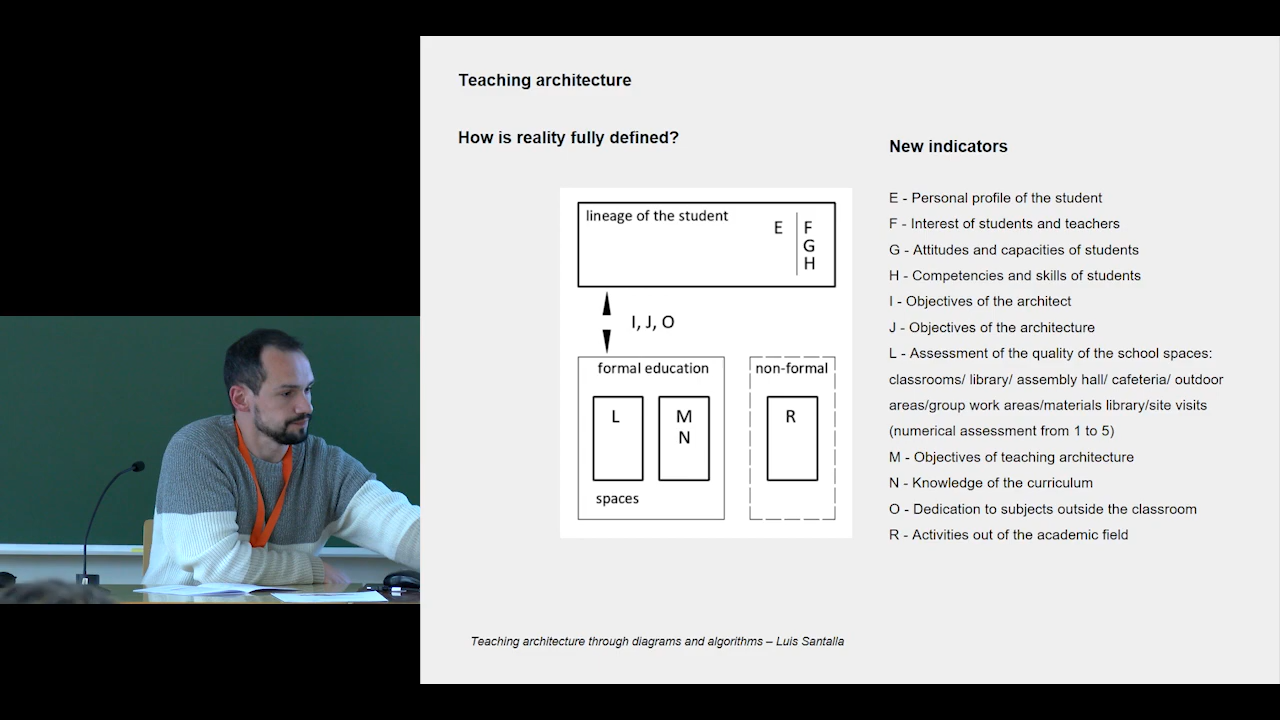 Teaching architecture
How is reality fully defined?
lineage of the student
E
F
G
H
I, J, O
formal education
L
M
N
spaces
non-formal
R
New indicators
E - Personal profile of the student
F - Interest of students and teachers
G - Attitudes and capacities of students
H - Competencies and skills of students
I - Objectives of the architect
J - Objectives of the architecture
L - Assessment of the quality of the school spaces:
classrooms/ library/ assembly hall/ cafeteria/ outdoor
areas/group work areas/materials library/site visits
(numerical assessment from 1 to 5)
M - Objectives of teaching architecture
N - Knowledge of the curriculum
O - Dedication to subjects outside the classroom
R - Activities out of the academic field
Teaching architecture through diagrams and algorithms – Luis Santalla